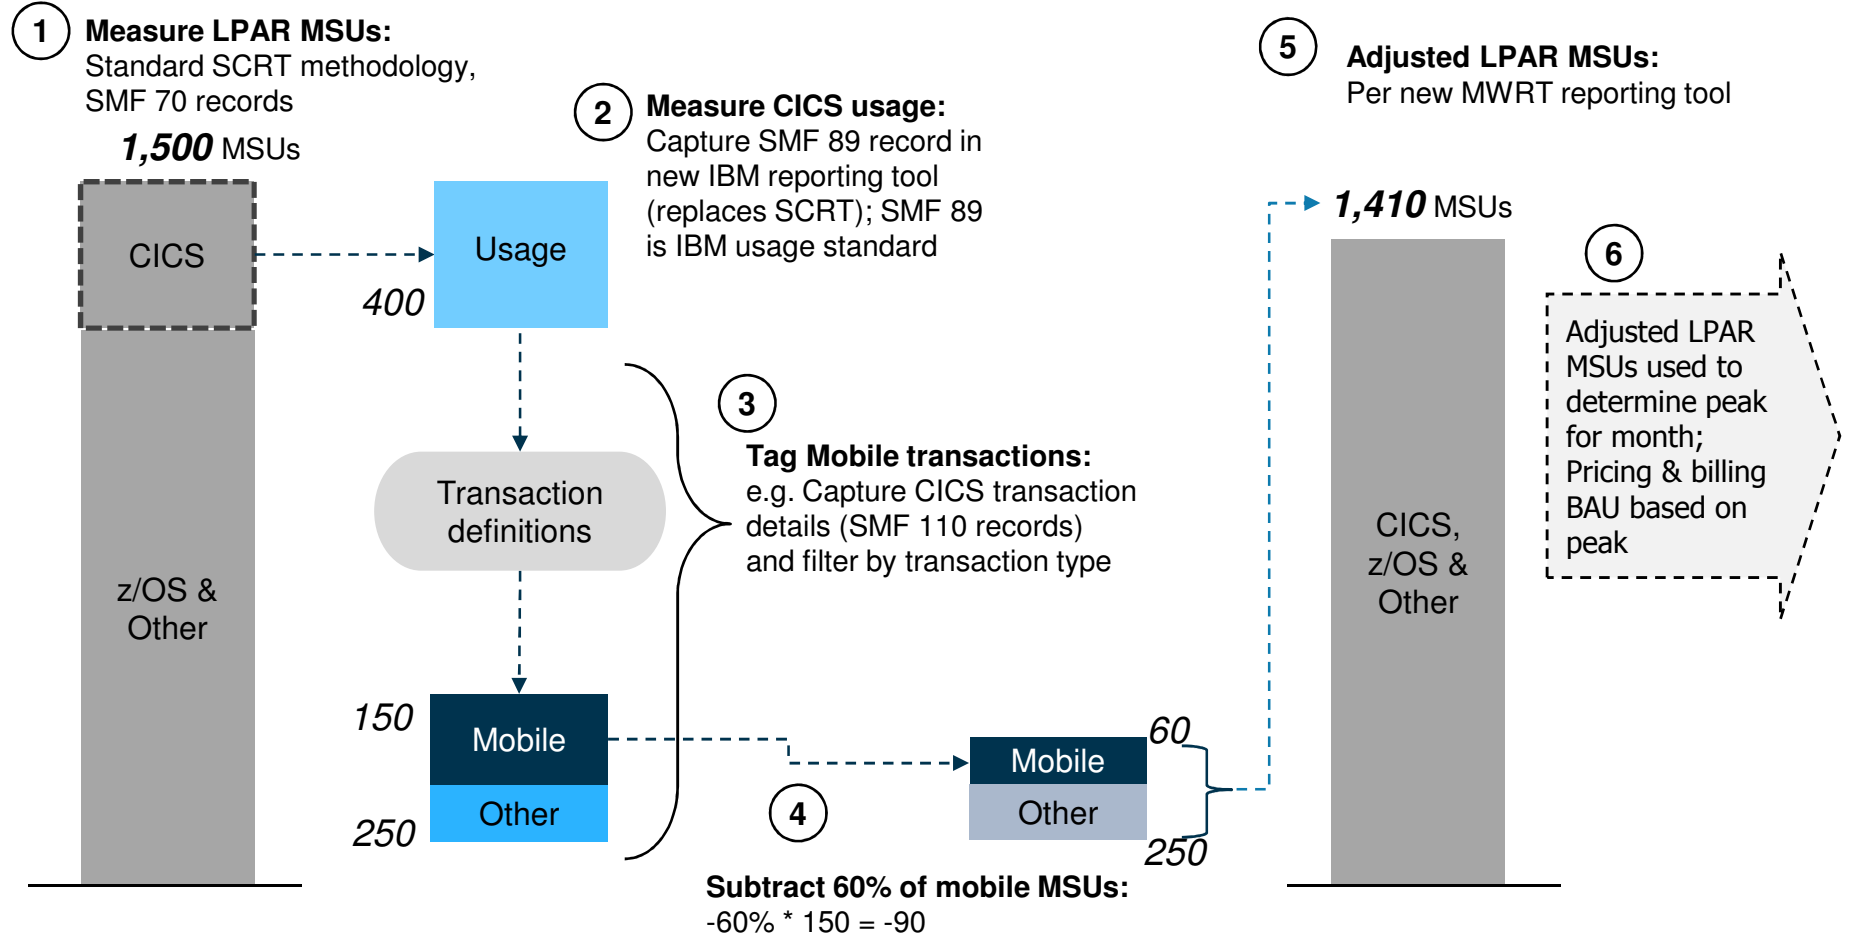 1
Measure LPAR MSUs:
Standard SCRT methodology,
SMF 70 records
1,500 MSUs
CICS
z/OS &
Other
2
Measure CICS usage:
Capture SMF 89 record in
new IBM reporting tool
(replaces SCRT); SMF 89
is IBM usage standard
Usage
400
Transaction
definitions
3
Tag Mobile transactions:
e.g. Capture CICS transaction
details (SMF 110 records)
and filter by transaction type
150
Mobile
Other
250
4
Subtract 60% of mobile MSUs:
-60% * 150 = -90
60
Mobile
Other
250
5
Adjusted LPAR MSUs:
Per new MWRT reporting tool
1,410 MSUs
CICS,
z/OS &
Other
6
Adjusted LPAR
MSUs used to
determine peak
for month;
Pricing & billing
BAU based on
peak